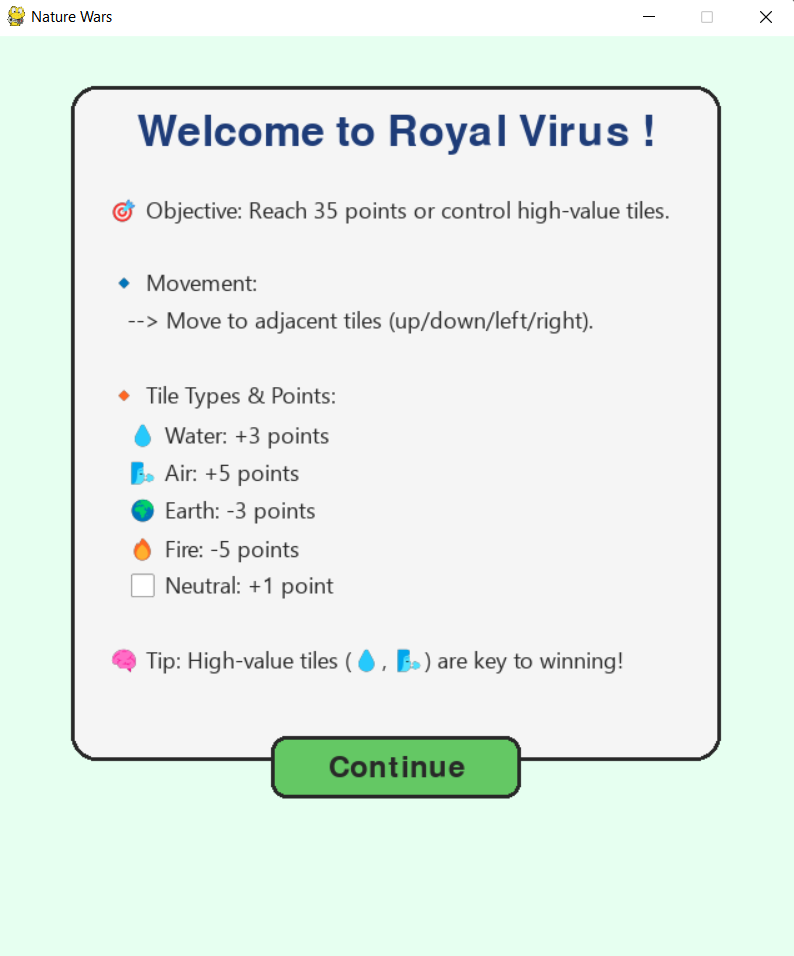 Nature Wars
Welcome to Royal Virus !
🎯 Objective: Reach 35 points or control high-value tiles.
🔹 Movement:
--> Move to adjacent tiles (up/down/left/right).
🔸 Tile Types & Points:
💧 Water: +3 points
🌬️ Air: +5 points
🌍 Earth: -3 points
🔥 Fire: -5 points
⬜ Neutral: +1 point
🧠 Tip: High-value tiles (💧, 🌬️) are key to winning!
Continue